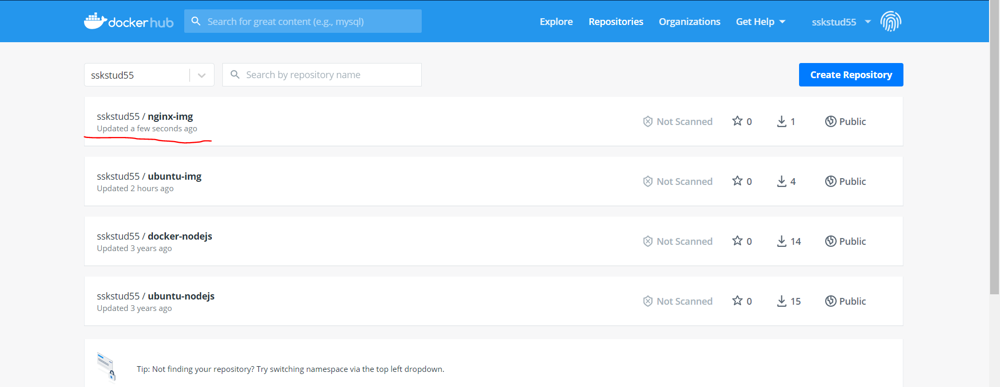 docker hub Search for great content (e.g., mysql) Explore Repositories Organizations Get Help sskstud55
sskstud55 Search by repository name Create Repository
sskstud55 / nginx-img
Updated a few seconds ago
Not Scanned 0 1 Public
sskstud55 / ubuntu-img
Updated 2 hours ago
Not Scanned 0 4 Public
sskstud55 / docker-nodejs
Updated 3 years ago
Not Scanned 0 14 Public
sskstud55 / ubuntu-nodejs
Updated 3 years ago
Not Scanned 0 15 Public
Tip: Not finding your repository? Try switching namespace via the top left dropdown.